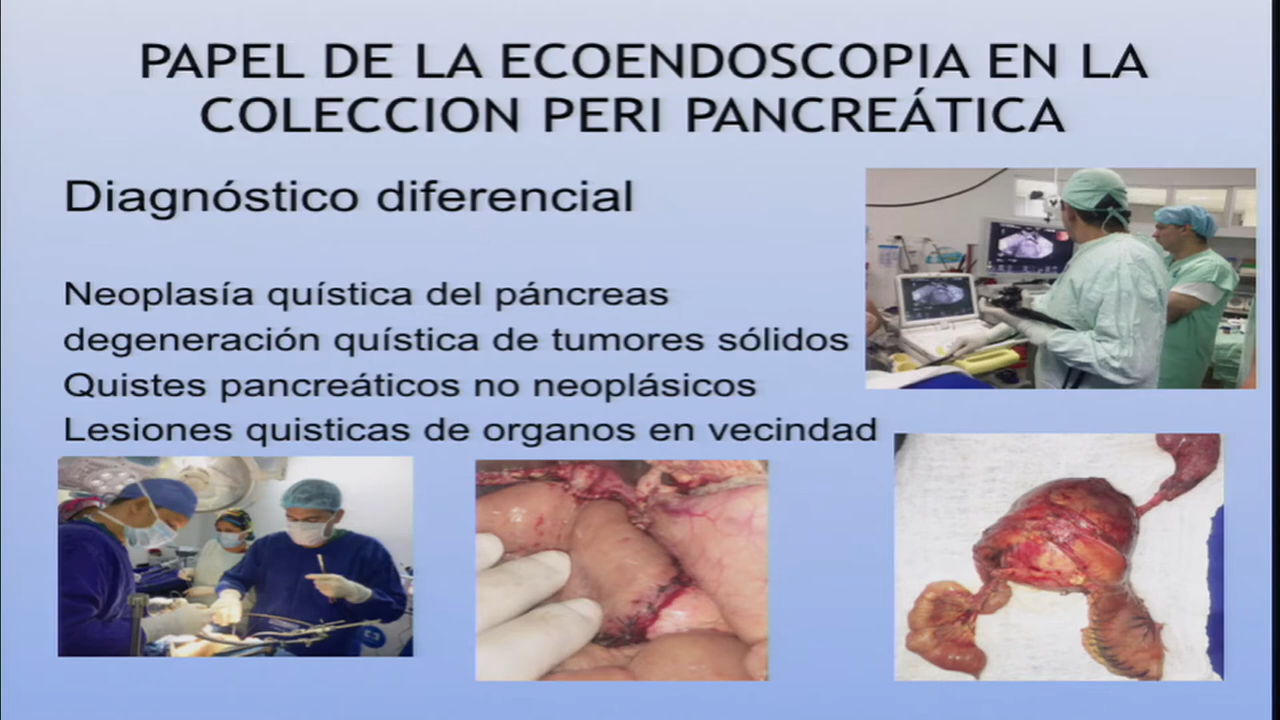 PAPEL DE LA ECOENDOSCOPIA EN LA
COLECCION PERI PANCREÁTICA
Diagnóstico diferencial
Neoplasía quística del páncreas
degeneración quística de tumores sólidos
Quistes pancreáticos no neoplásicos
Lesiones quisticas de organos en vecindad